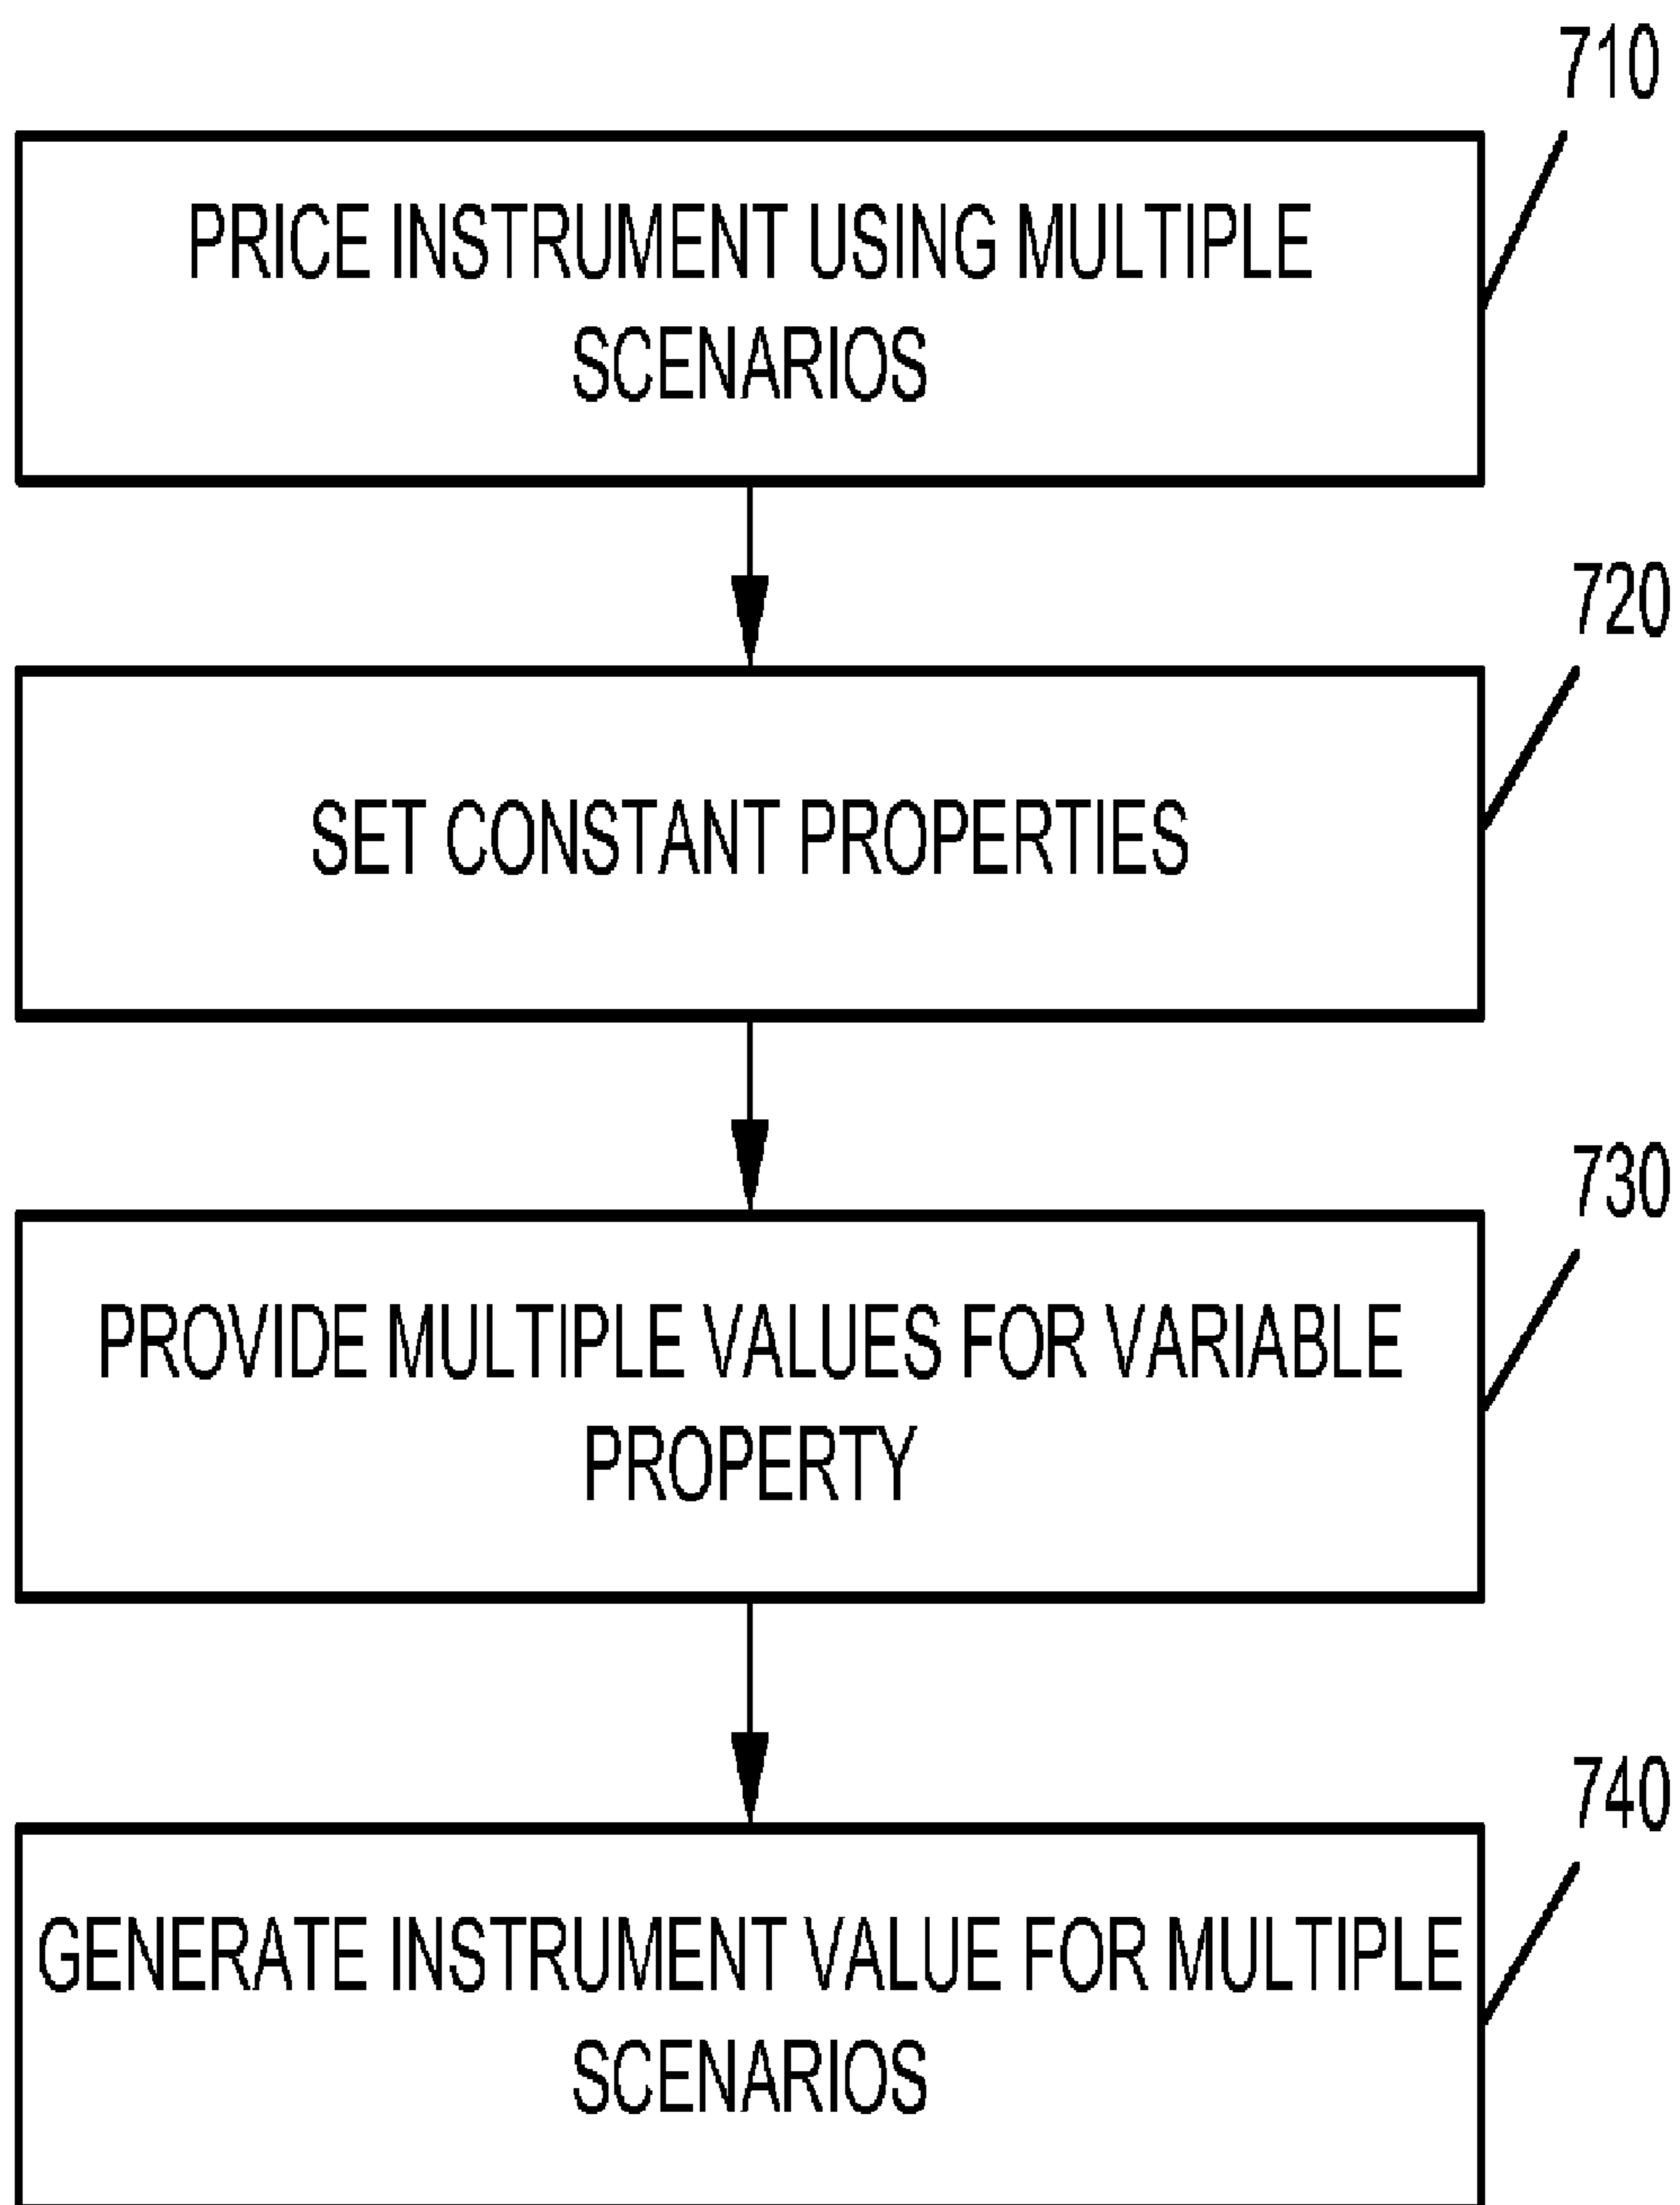 710
PRICE INSTRUMENT USING MULTIPLE
SCENARIOS
720
SET CONSTANT PROPERTIES
730
PROVIDE MULTIPLE VALUES FOR VARIABLE
PROPERTY
740
GENERATE INSTRUMENT VALUE FOR MULTIPLE
SCENARIOS